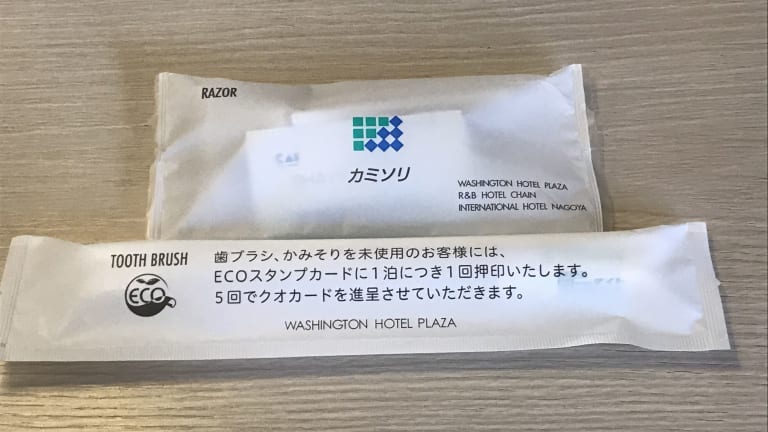 RAZOR
カミソリ
WASHINGTON HOTEL PLAZA
R&B HOTEL CHAIN
INTERNATIONAL HOTEL NAGOYA
TOOTH BRUSH
ECO
歯ブラシ、かみそりを未使用のお客様には、
ECOスタンプカードに1泊につき1回押印いたします。
5回でクオカードを進呈させていただきます。
WASHINGTON HOTEL PLAZA